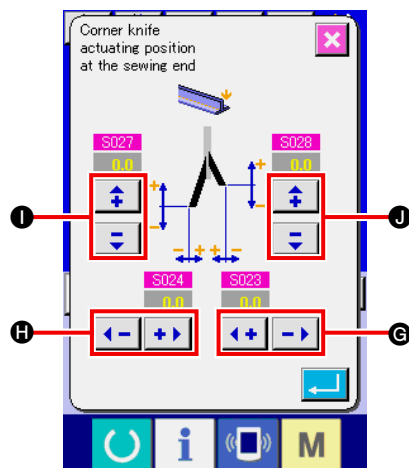 Corner knife
actuating position
at the sewing end
S027
S028
0.0
0.0
+
+
+
+
I
−
−
J
−
−
− +
+ −
S024
S023
0.0
0.0
H
−
+
+
−
G
i
M